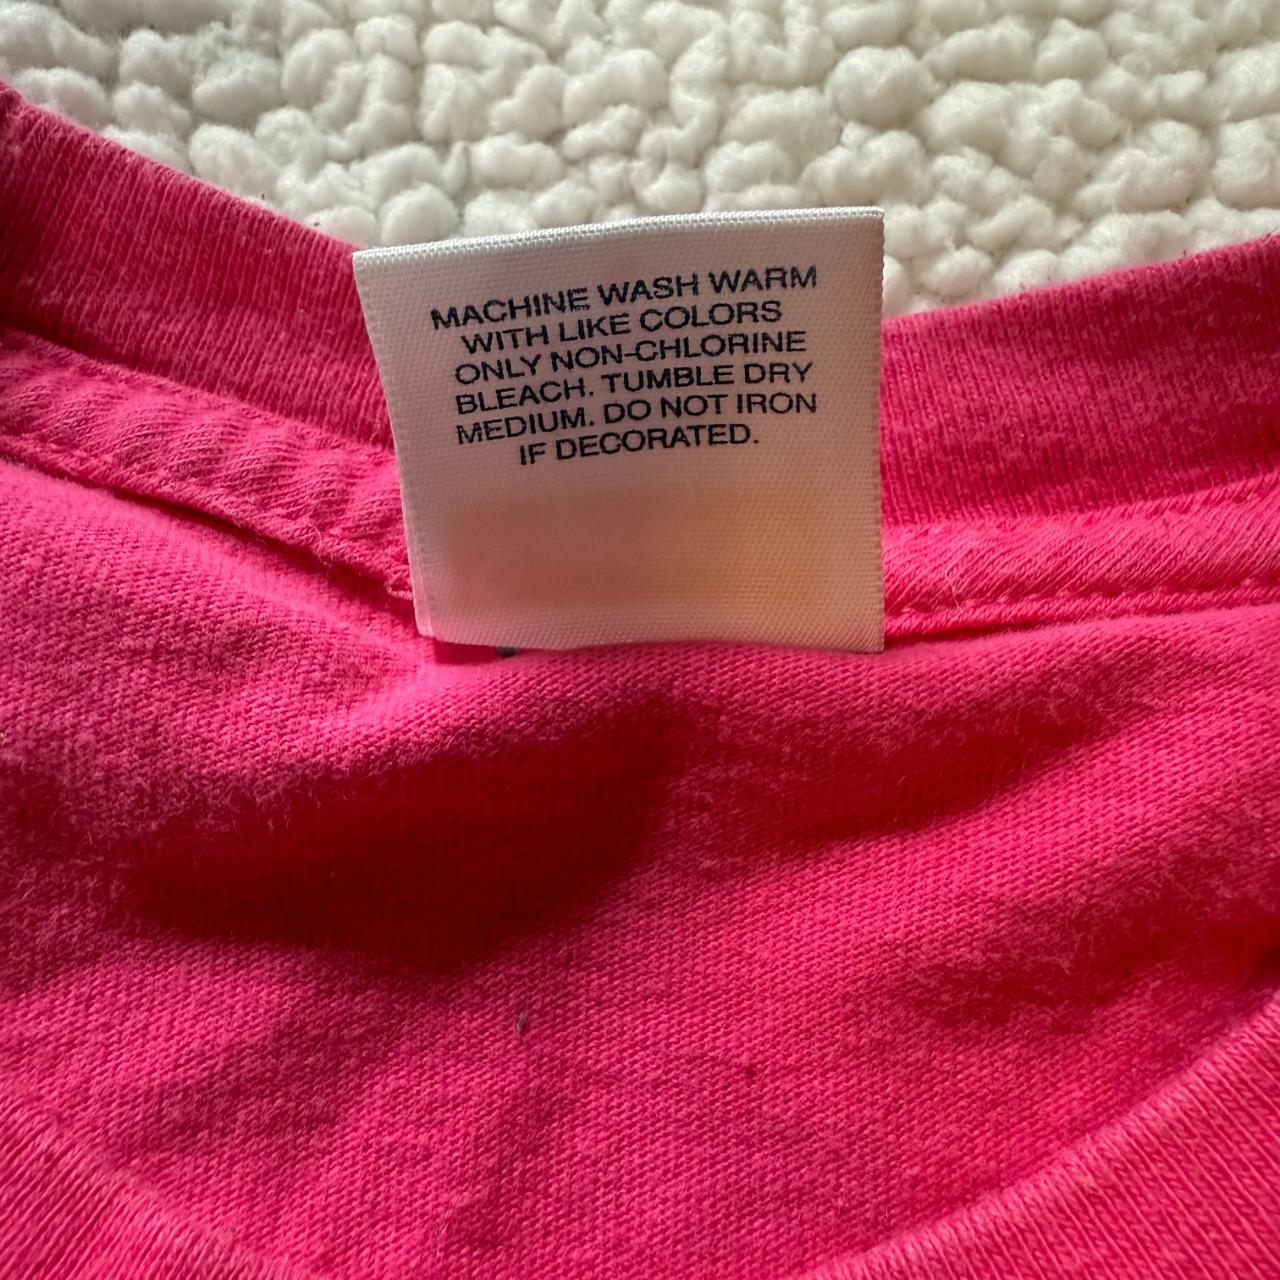 MACHINE WASH WARM
WITH LIKE COLORS
ONLY NON-CHLORINE
BLEACH. TUMBLE DRY
MEDIUM. DO NOT IRON
IF DECORATED.